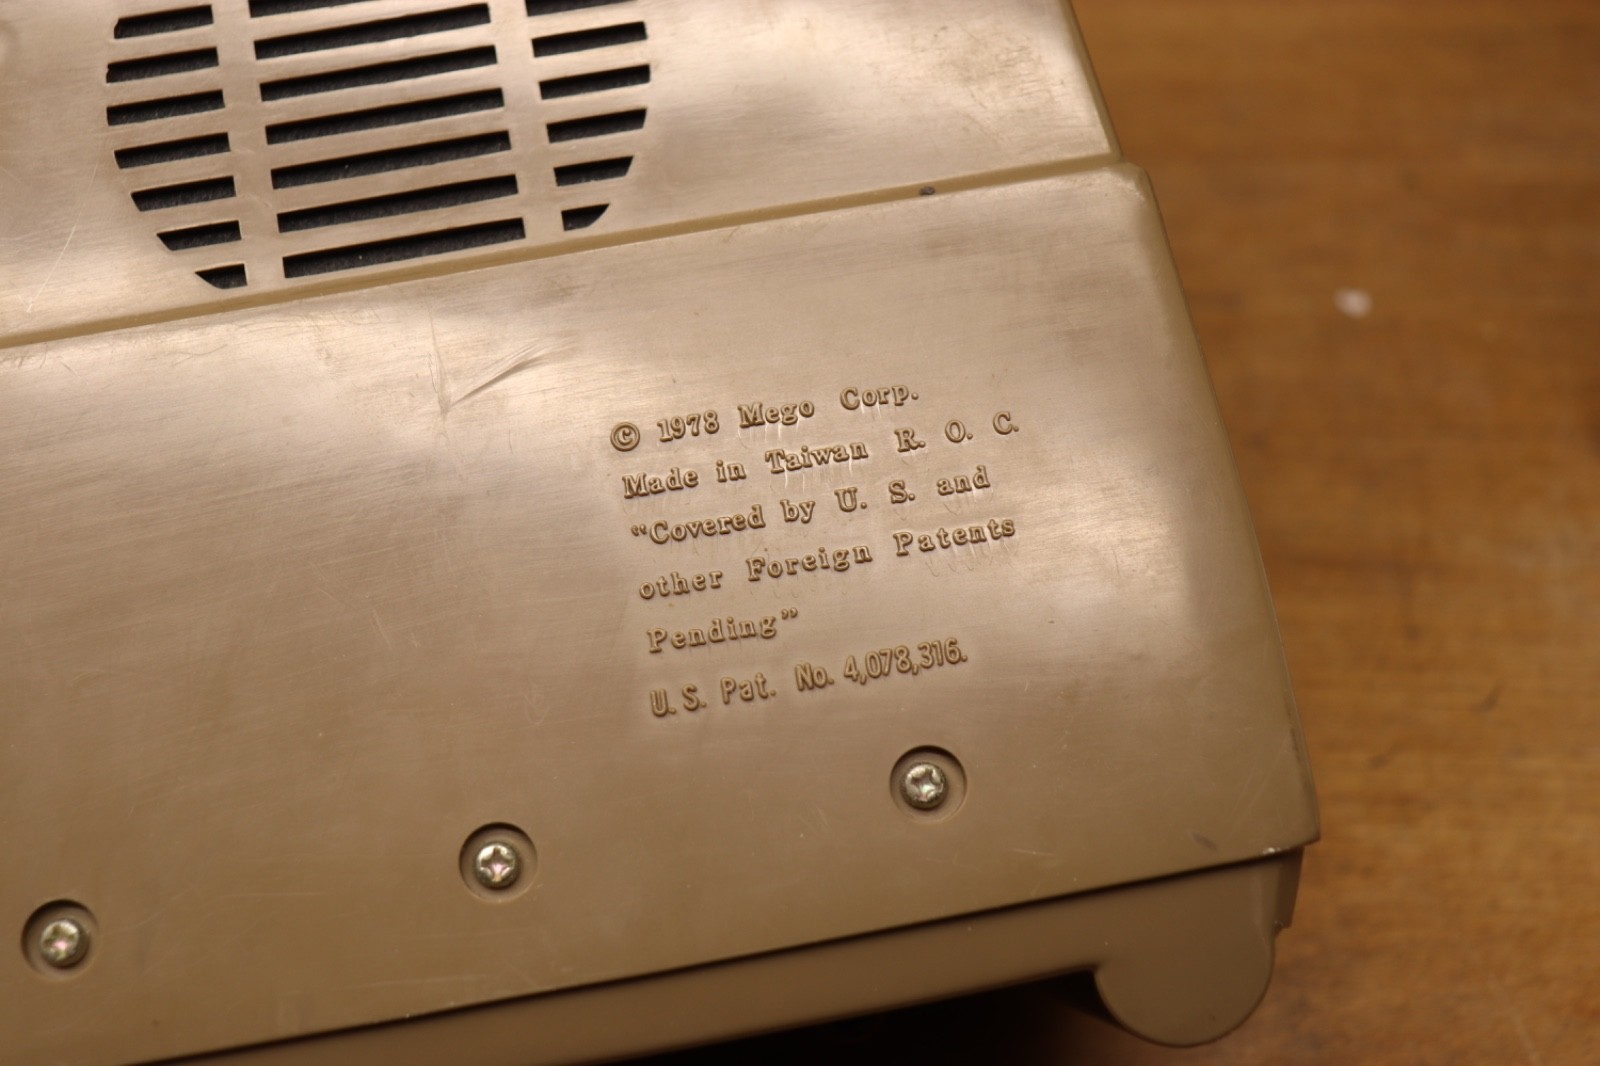 © 1978 Mego Corp.
Made in Taiwan R. O. C.
“Covered by U. S. and
other Foreign Patents
Pending”
U. S. Pat. No. 4,078,316.